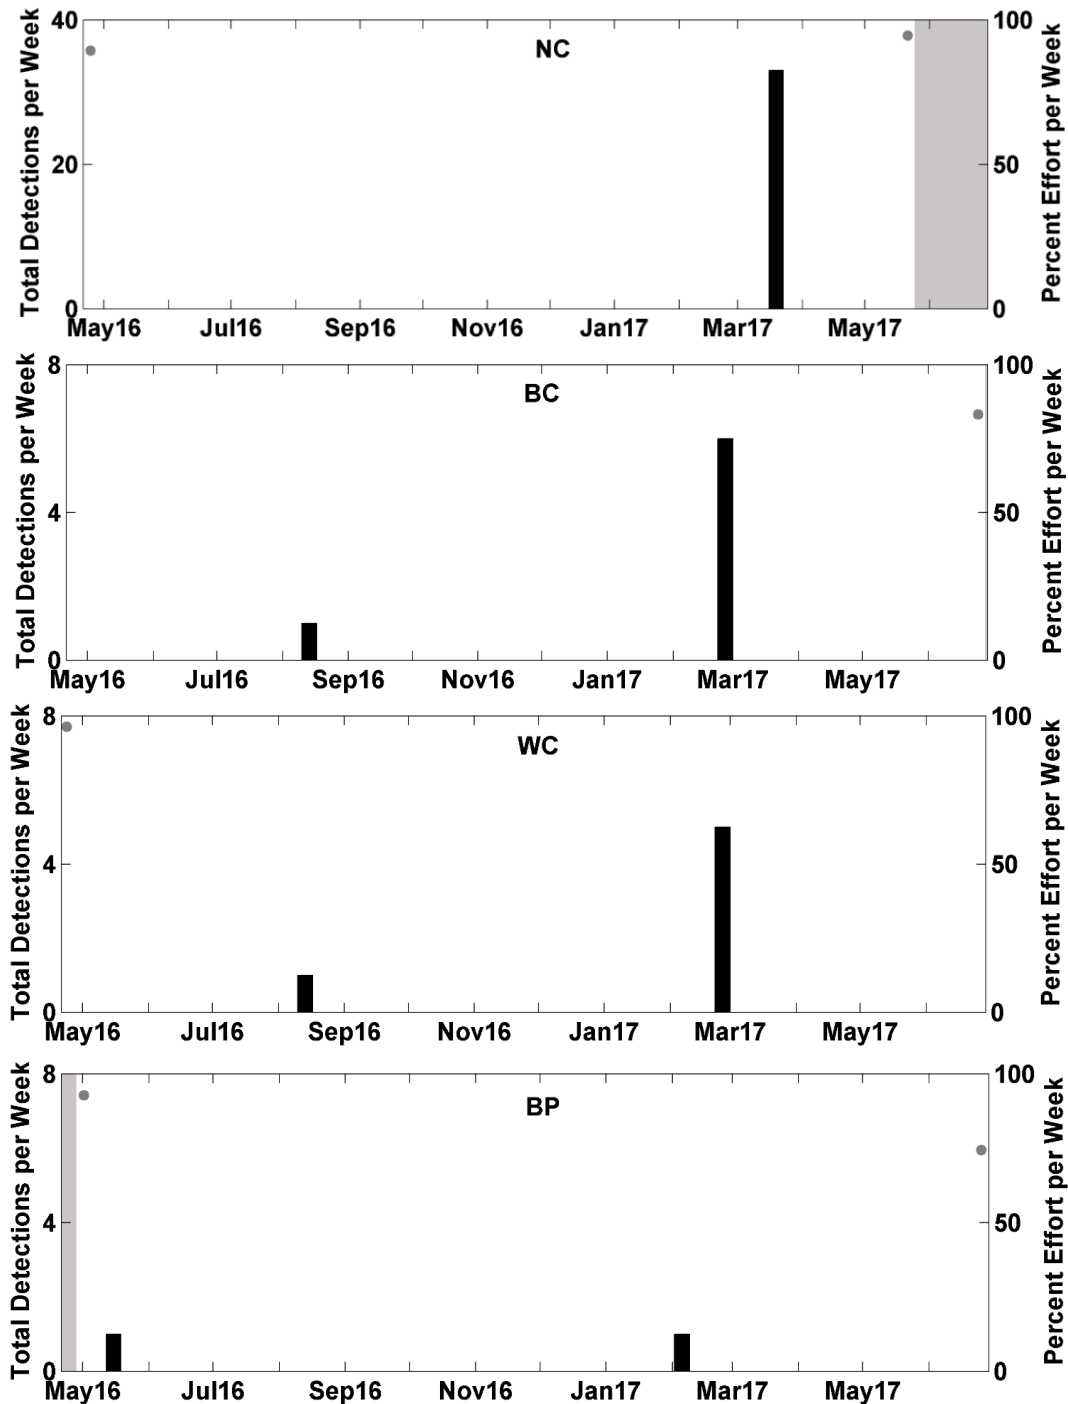 NC
Total Detections per Week
40
20
0
100
50
0
Percent Effort per Week
May16 Jul16 Sep16 Nov16 Jan17 Mar17 May17
BC
Total Detections per Week
8
4
0
100
50
0
Percent Effort per Week
May16 Jul16 Sep16 Nov16 Jan17 Mar17 May17
WC
Total Detections per Week
8
4
0
100
50
0
Percent Effort per Week
May16 Jul16 Sep16 Nov16 Jan17 Mar17 May17
BP
Total Detections per Week
8
4
0
100
50
0
Percent Effort per Week
May16 Jul16 Sep16 Nov16 Jan17 Mar17 May17